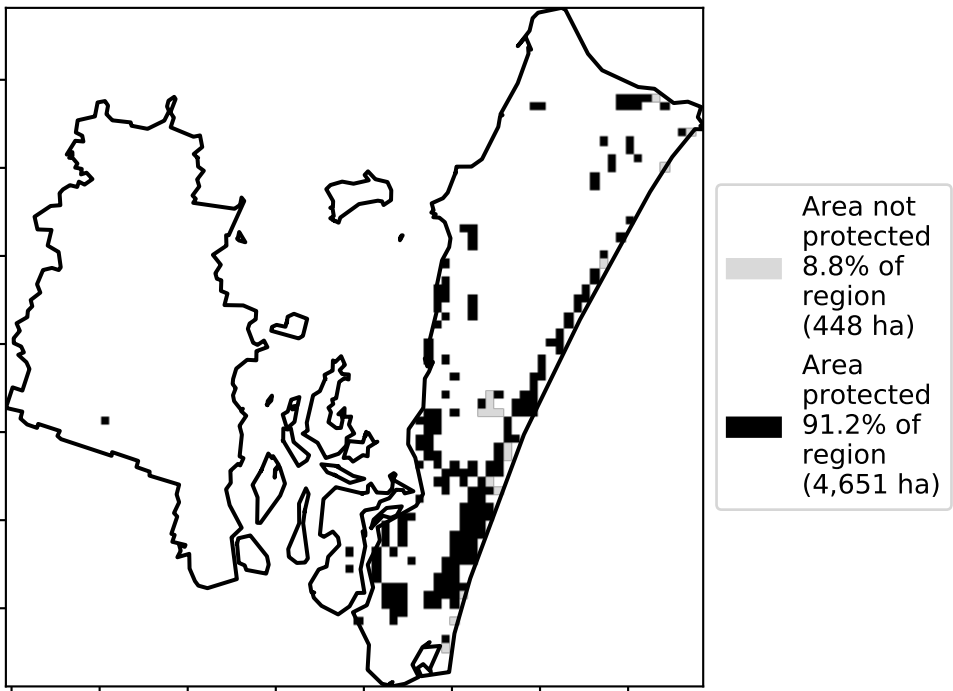 Area not
protected
8.8% of
region
(448 ha)
Area
protected
91.2% of
region
(4,651 ha)